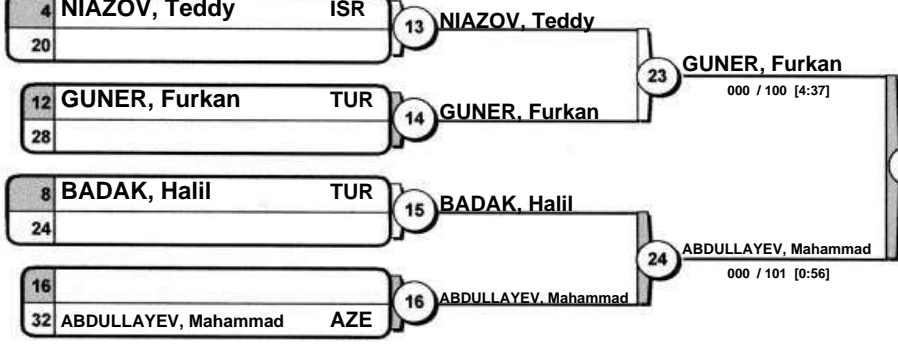 4 NIAZOV, Teddy ISR
20
13 NIAZOV, Teddy
12 GUNER, Furkan TUR
28
14 GUNER, Furkan
23 GUNER, Furkan
000 / 100 [4:37]
8 BADAK, Halil TUR
24
15 BADAK, Halil
16
32 ABDULLAYEV, Mahammad AZE
16 ABDULLAYEV, Mahammad
24 ABDULLAYEV, Mahammad
000 / 101 [0:56]